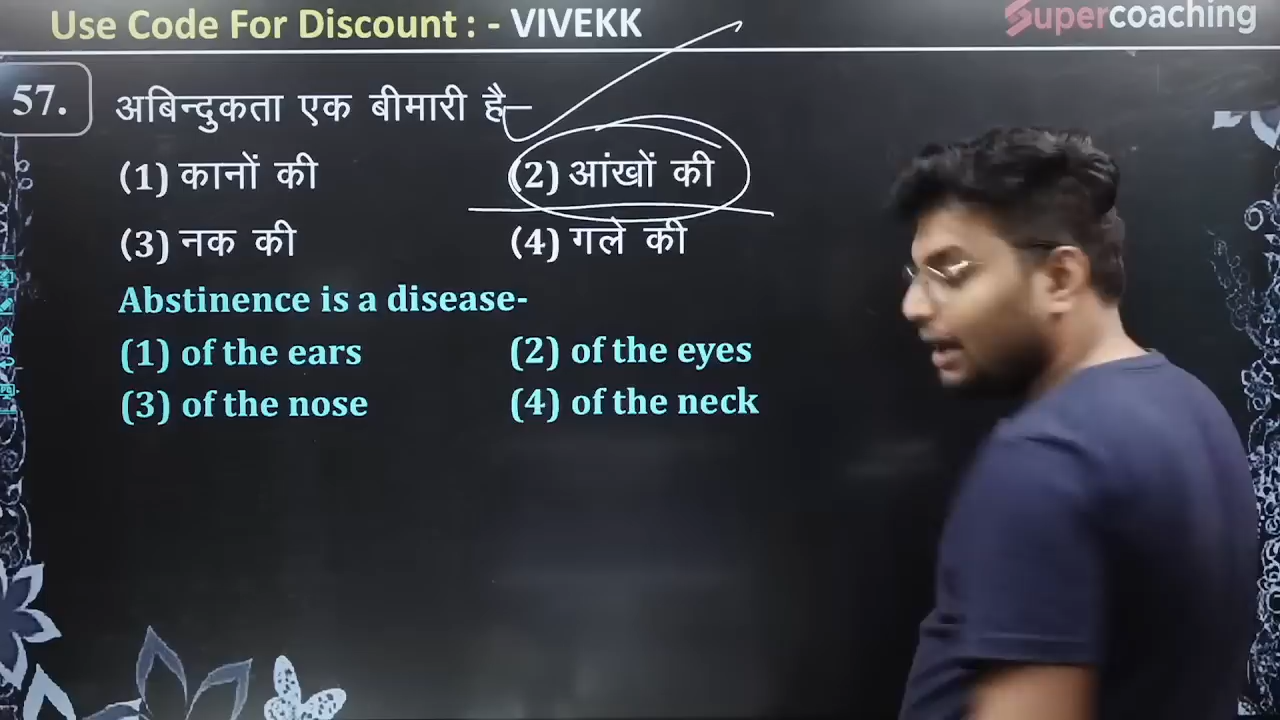 Use Code For Discount : - VIVEKK
Supercoaching
57. अबिन्दुकता एक बीमारी है–
(1) कानों की (2) आंखों की
(3) नक की (4) गले की
Abstinence is a disease-
(1) of the ears (2) of the eyes
(3) of the nose (4) of the neck